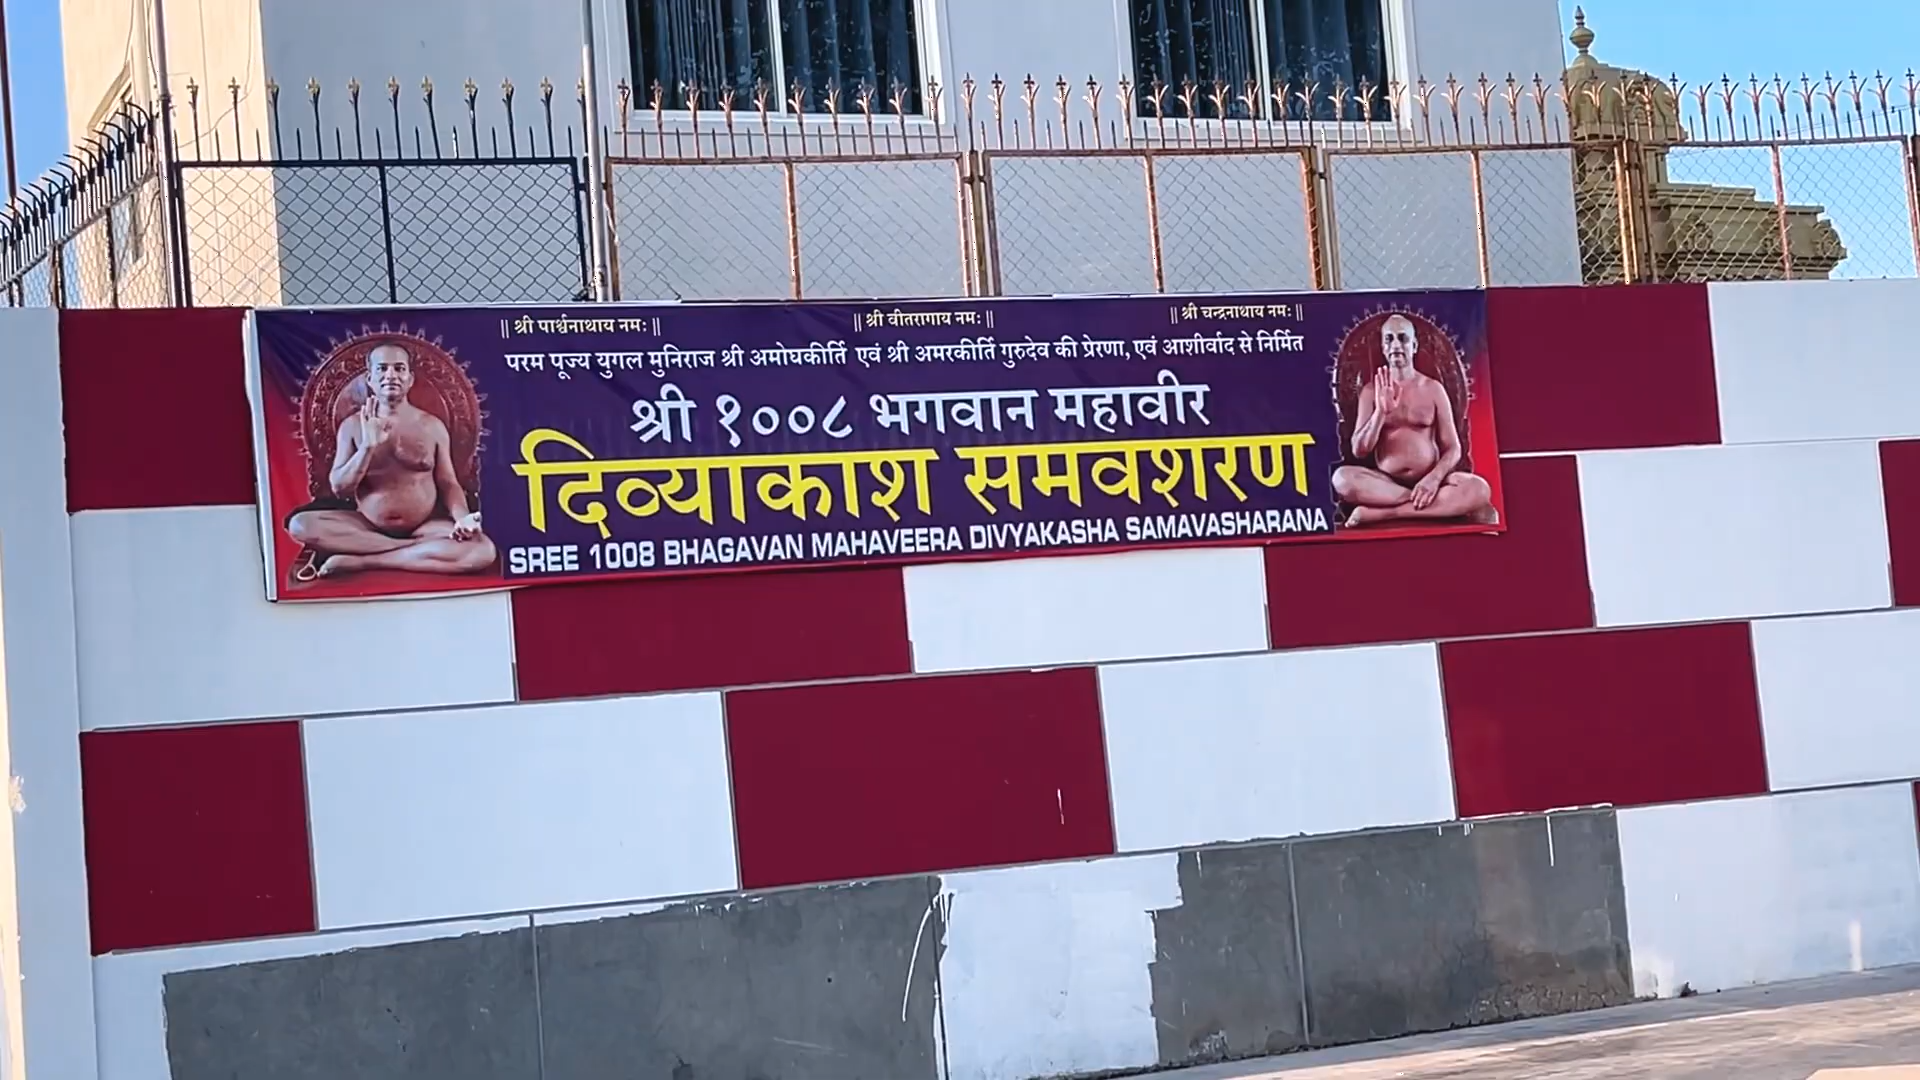 || श्री पार्श्वनाथाय नमः || || श्री वीतरागाय नमः || || श्री चन्द्रनाथाय नमः ||
परम पूज्य युगल मुनिराज श्री अमोघकीर्ति एवं श्री अमरकीर्ति गुरुदेव की प्रेरणा, एवं आशीर्वाद से निर्मित
श्री १००८ भगवान महावीर
दिव्याकाश समवशरण
SREE 1008 BHAGAVAN MAHAVEERA DIVYAKASHA SAMAVASHARANA